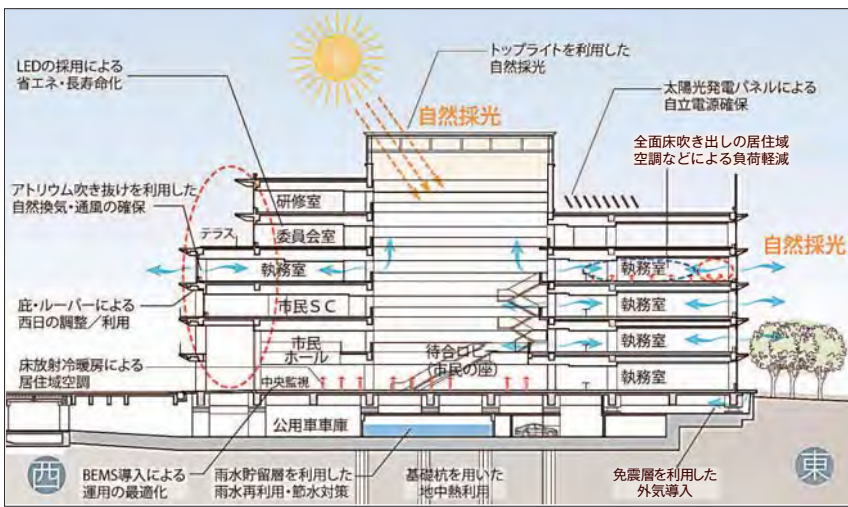 LEDの採用による
省エネ・長寿命化
トップライトを利用した
自然採光
自然採光
太陽光発電パネルによる
自立電源確保
全面床吹き出しの居住域
空調などによる負荷軽減
アトリウム吹き抜けを利用した
自然換気・通風の確保
研修室
テラス
委員会室
自然採光
執務室
執務室
庇・ルーバーによる
西日の調整／利用
市民SC
執務室
市民
ホール
待合ロビー
(市民の座)
執務室
床放射冷暖房による
居住域空調
中央監視
執務室
公用車車庫
西
BEMS導入による
運用の最適化
雨水貯留層を利用した
雨水再利用・節水対策
基礎杭を用いた
地中熱利用
免震層を利用した
外気導入
東